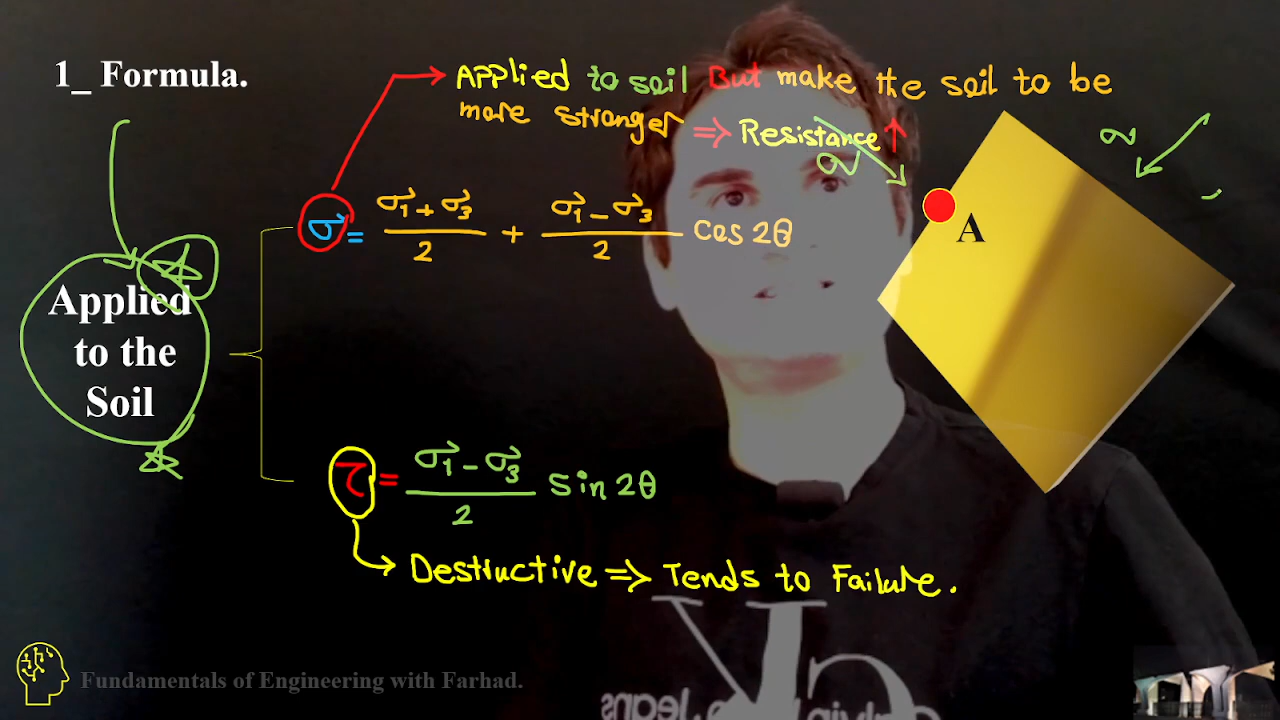 1_ Formula.
Applied to soil But make the soil to be
more stronger ⇒ Resistance ↑
σ = (σ1 + σ3)/2 + (σ1 - σ3)/2 cos 2θ
A
Applied
to the
Soil
τ = (σ1 - σ3)/2 sin 2θ
Destructive ⇒ Tends to Failure.
Fundamentals of Engineering with Farhad.